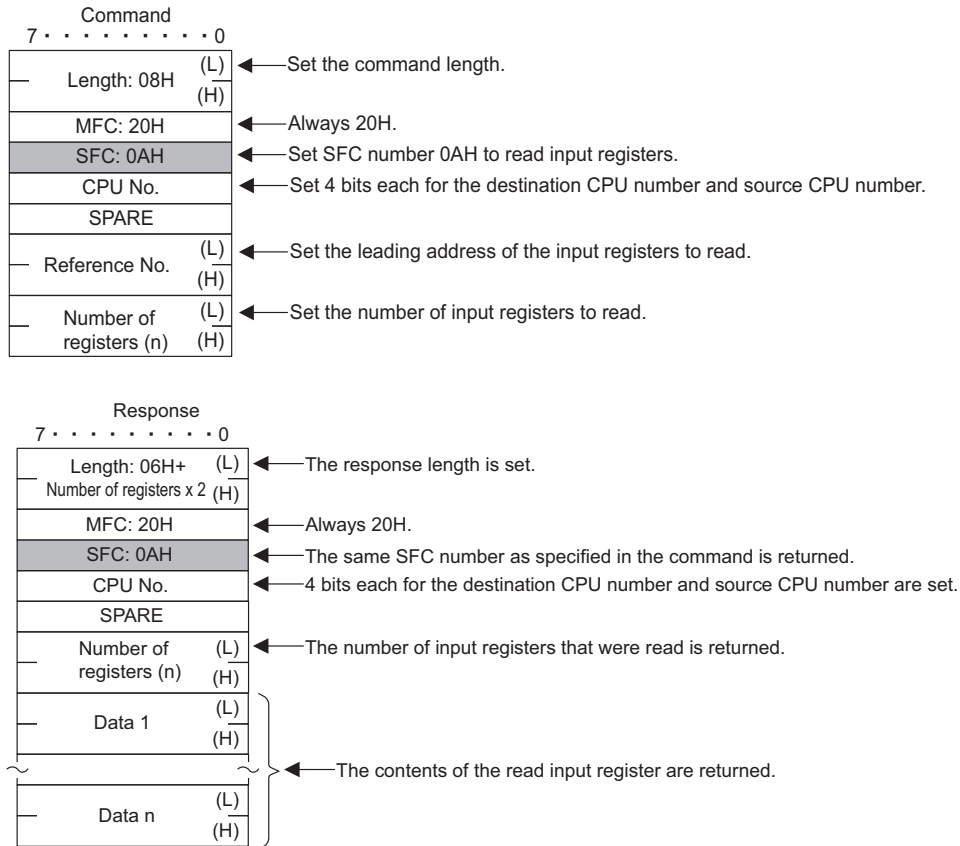 Command
7 · · · · · · · · · 0
Length: 08H (L) Set the command length.
(H)
MFC: 20H Always 20H.
SFC: 0AH Set SFC number 0AH to read input registers.
CPU No. Set 4 bits each for the destination CPU number and source CPU number.
SPARE
Reference No. (L) Set the leading address of the input registers to read.
(H)
Number of (L) Set the number of input registers to read.
registers (n) (H)
Response
7 · · · · · · · · · 0
Length: 06H+ (L) The response length is set.
Number of registers x 2 (H)
MFC: 20H Always 20H.
SFC: 0AH The same SFC number as specified in the command is returned.
CPU No. 4 bits each for the destination CPU number and source CPU number are set.
SPARE
Number of (L) The number of input registers that were read is returned.
registers (n) (H)
Data 1 (L)
(H)
The contents of the read input register are returned.
Data n (L)
(H)